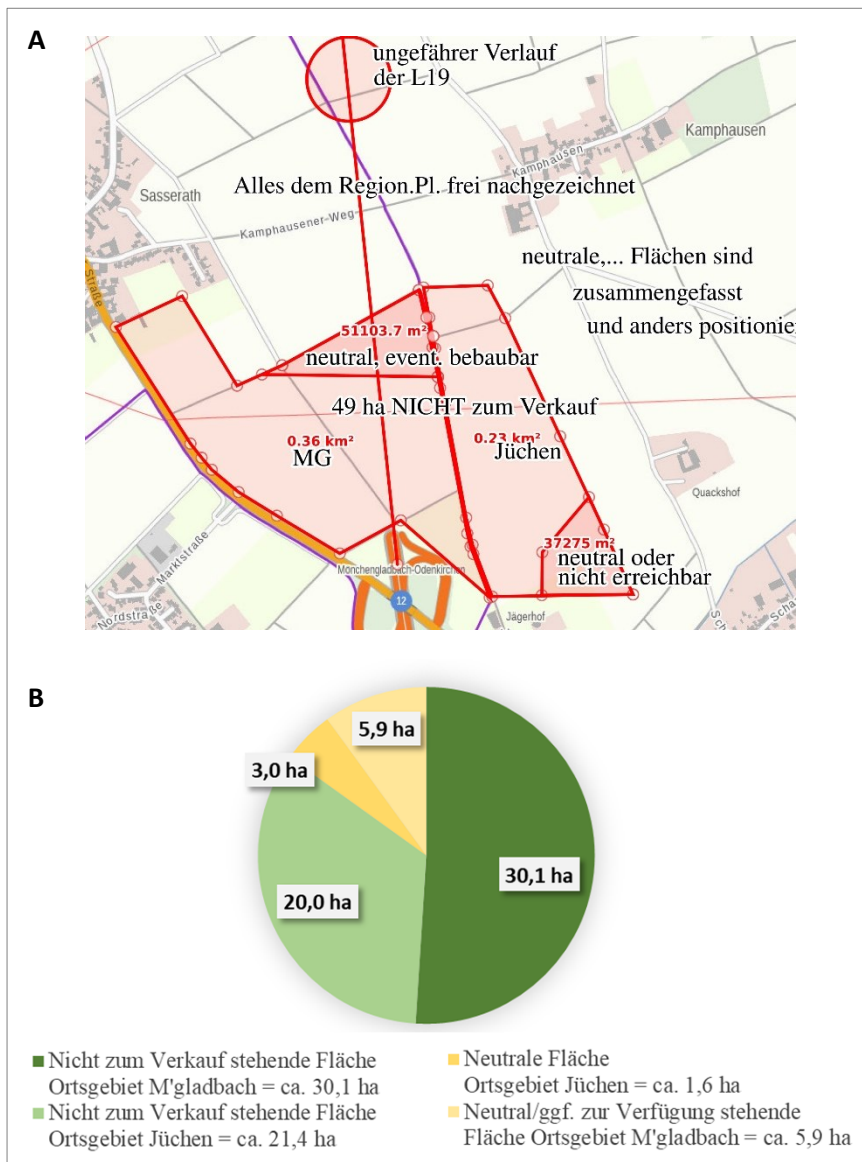 A
ungefährer Verlauf
der L19
Kamphausen
Kamphausen
Sasserath
Alles dem Region.Pl. frei nachgezeichnet
Kamphausener-Weg
neutrale,... Flächen sind
zusammengefasst
und anders positionier
Straße
51103.7 m²
neutral, event. bebaubar
49 ha NICHT zum Verkauf
0.36 km²
0.23 km²
MG
Jüchen
Quackshof
Marktstraße
37275 m²
neutral oder
nicht erreichbar
Mönchengladbach-Odenkirchen
12
Nordstraße
Jägerhof
Sch
Scha
B
5,9 ha
3,0 ha
30,1 ha
20,0 ha
Nicht zum Verkauf stehende Fläche
Ortsgebiet M'gladbach = ca. 30,1 ha
Nicht zum Verkauf stehende Fläche
Ortsgebiet Jüchen = ca. 21,4 ha
Neutrale Fläche
Ortsgebiet Jüchen = ca. 1,6 ha
Neutral/ggf. zur Verfügung stehende
Fläche Ortsgebiet M'gladbach = ca. 5,9 ha